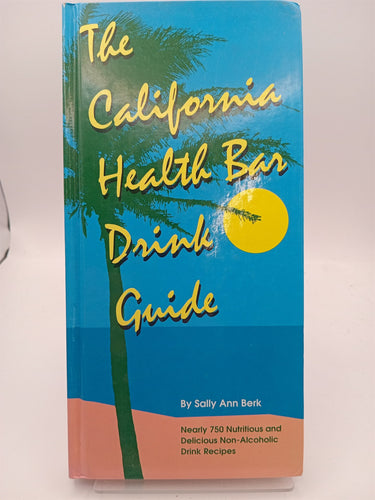 The
California
Health Bar
Drink
Guide
By Sally Ann Berk
Nearly 750 Nutritious and
Delicious Non-Alcoholic
Drink Recipes